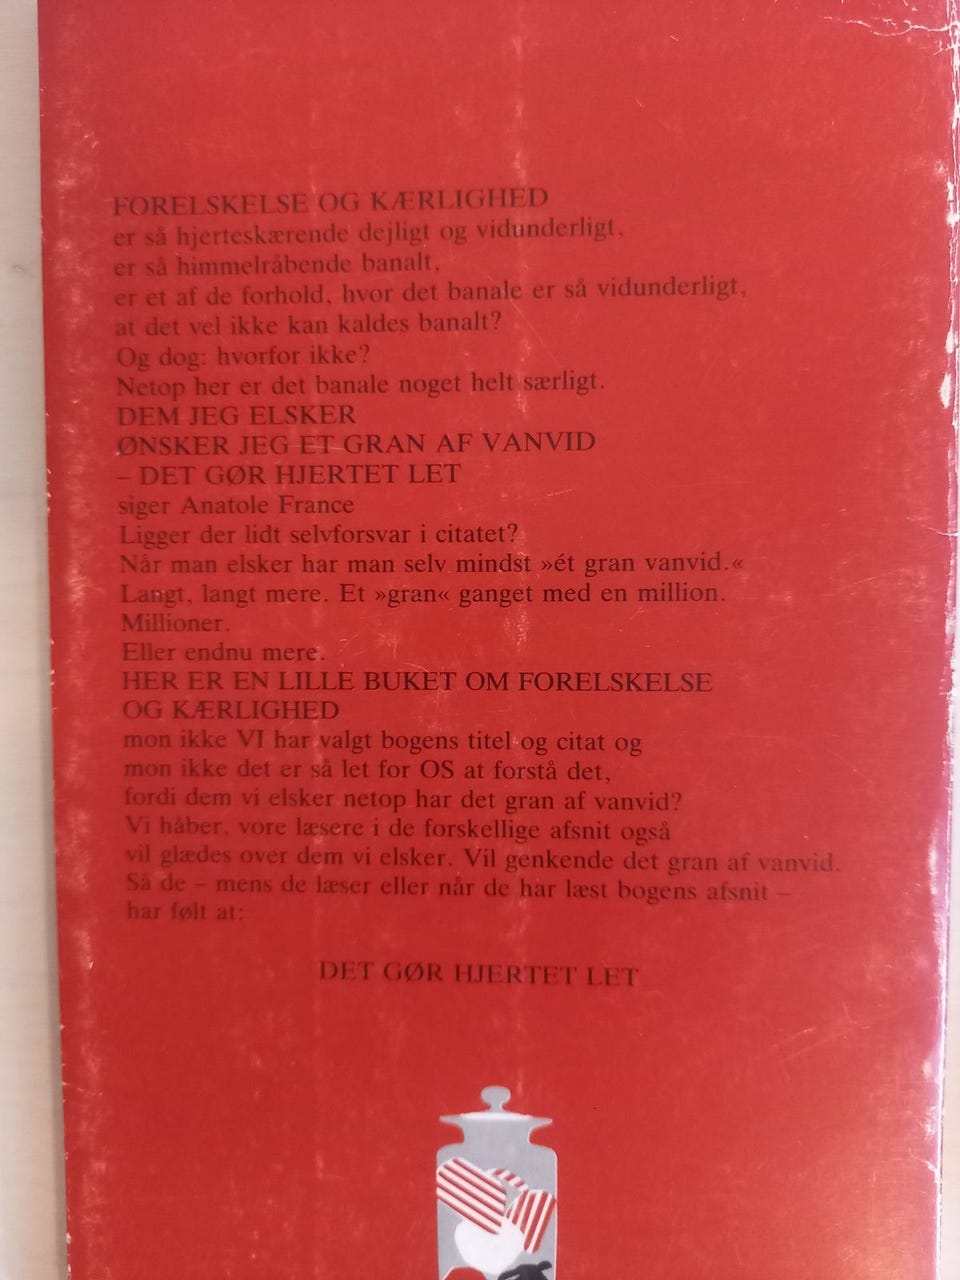 FORELSKELSE OG KÆRLIGHED
er så hjerteskærende dejligt og vidunderligt,
er så himmelråbende banalt,
er et af de forhold, hvor det banale er så vidunderligt,
at det vel ikke kan kaldes banalt?
Og dog: hvorfor ikke?
Netop her er det banale noget helt særligt.
DEM JEG ELSKER
ØNSKER JEG ET GRAN AF VANVID
– DET GØR HJERTET LET
siger Anatole France
Ligger der lidt selvforsvar i citatet?
Når man elsker har man selv mindst »ét gran vanvid.«
Langt, langt mere. Et »gran« ganget med en million.
Millioner.
Eller endnu mere.
HER ER EN LILLE BUKET OM FORELSKELSE
OG KÆRLIGHED
mon ikke VI har valgt bogens titel og citat og
mon ikke det er så let for OS at forstå det,
fordi dem vi elsker netop har det gran af vanvid?
Vi håber, vore læsere i de forskellige afsnit også
vil glædes over dem vi elsker. Vil genkende det gran af vanvid.
Så de – mens de læser eller når de har læst bogens afsnit –
har følt at:
DET GØR HJERTET LET